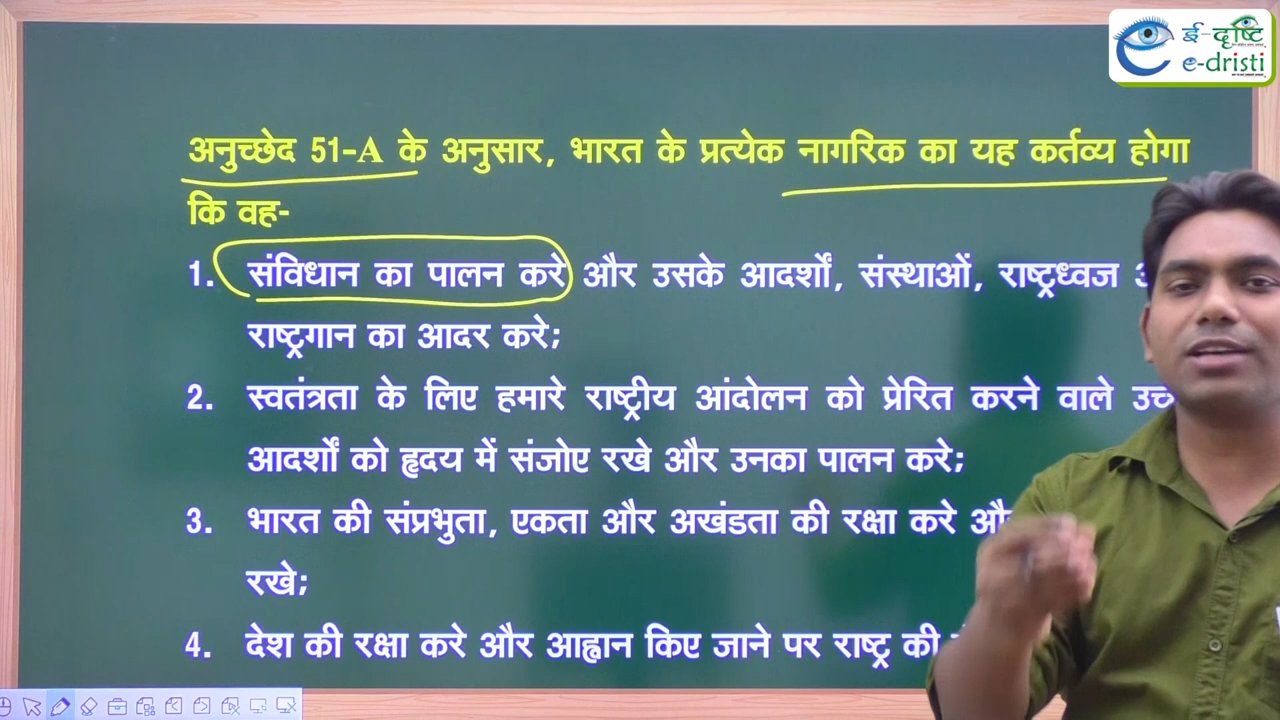 ई-दृष्टि
e-dristi
अनुच्छेद 51-A के अनुसार, भारत के प्रत्येक नागरिक का यह कर्तव्य होगा
कि वह-
1. संविधान का पालन करे और उसके आदर्शों, संस्थाओं, राष्ट्रध्वज
राष्ट्रगान का आदर करे;
2. स्वतंत्रता के लिए हमारे राष्ट्रीय आंदोलन को प्रेरित करने वाले
आदर्शों को हृदय में संजोए रखे और उनका पालन करे;
3. भारत की संप्रभुता, एकता और अखंडता की रक्षा करे
रखे;
4. देश की रक्षा करे और आह्वान किए जाने पर राष्ट्र की